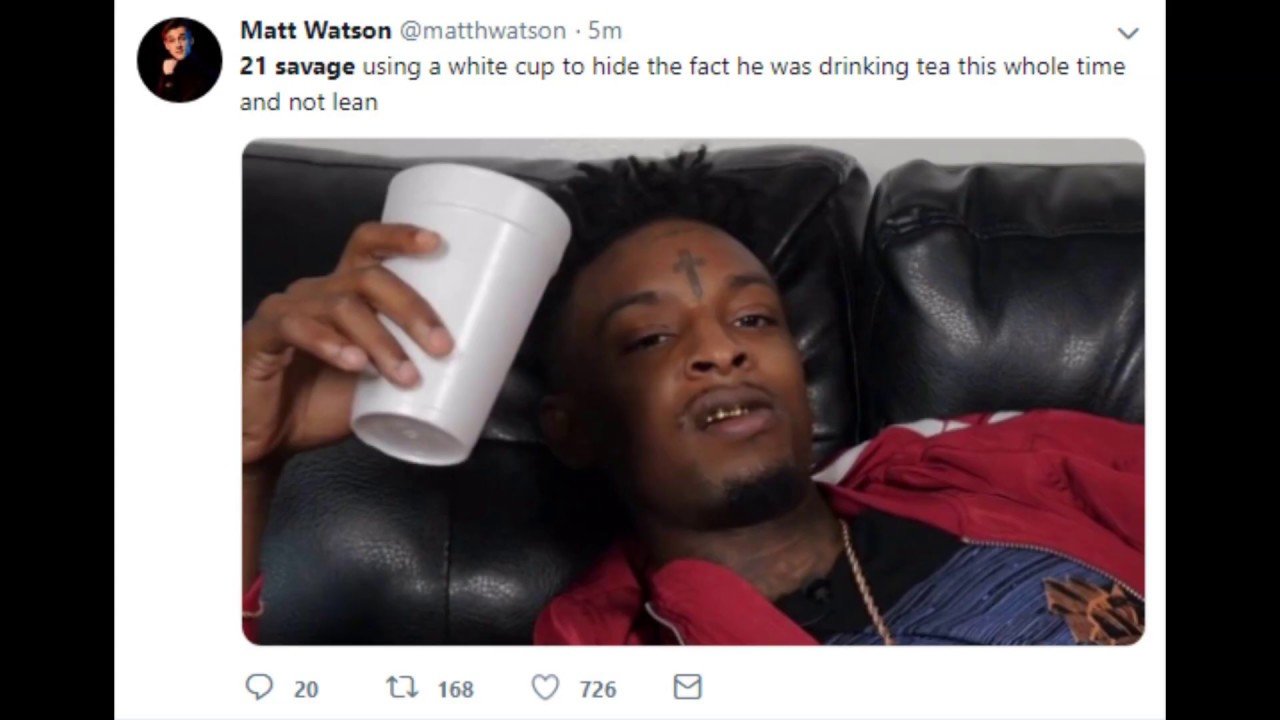 Matt Watson @matthwatson · 5m
21 savage using a white cup to hide the fact he was drinking tea this whole time
and not lean
20 168 726